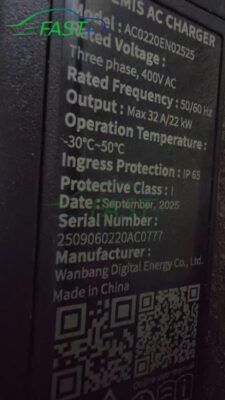 FAST
EMIS AC CHARGER
Model : AC0220EN02S25
Rated Voltage :
Three phase, 400V AC
Rated Frequency : 50/60 Hz
Output : Max 32 A/22 kW
Operation Temperature :
-30°C~50°C
Ingress Protection : IP 65
Protective Class : I
Date : September, 2025
Serial Number :
2509060220AC0777
Manufacturer :
Wanbang Digital Energy Co., Ltd.
Made in China